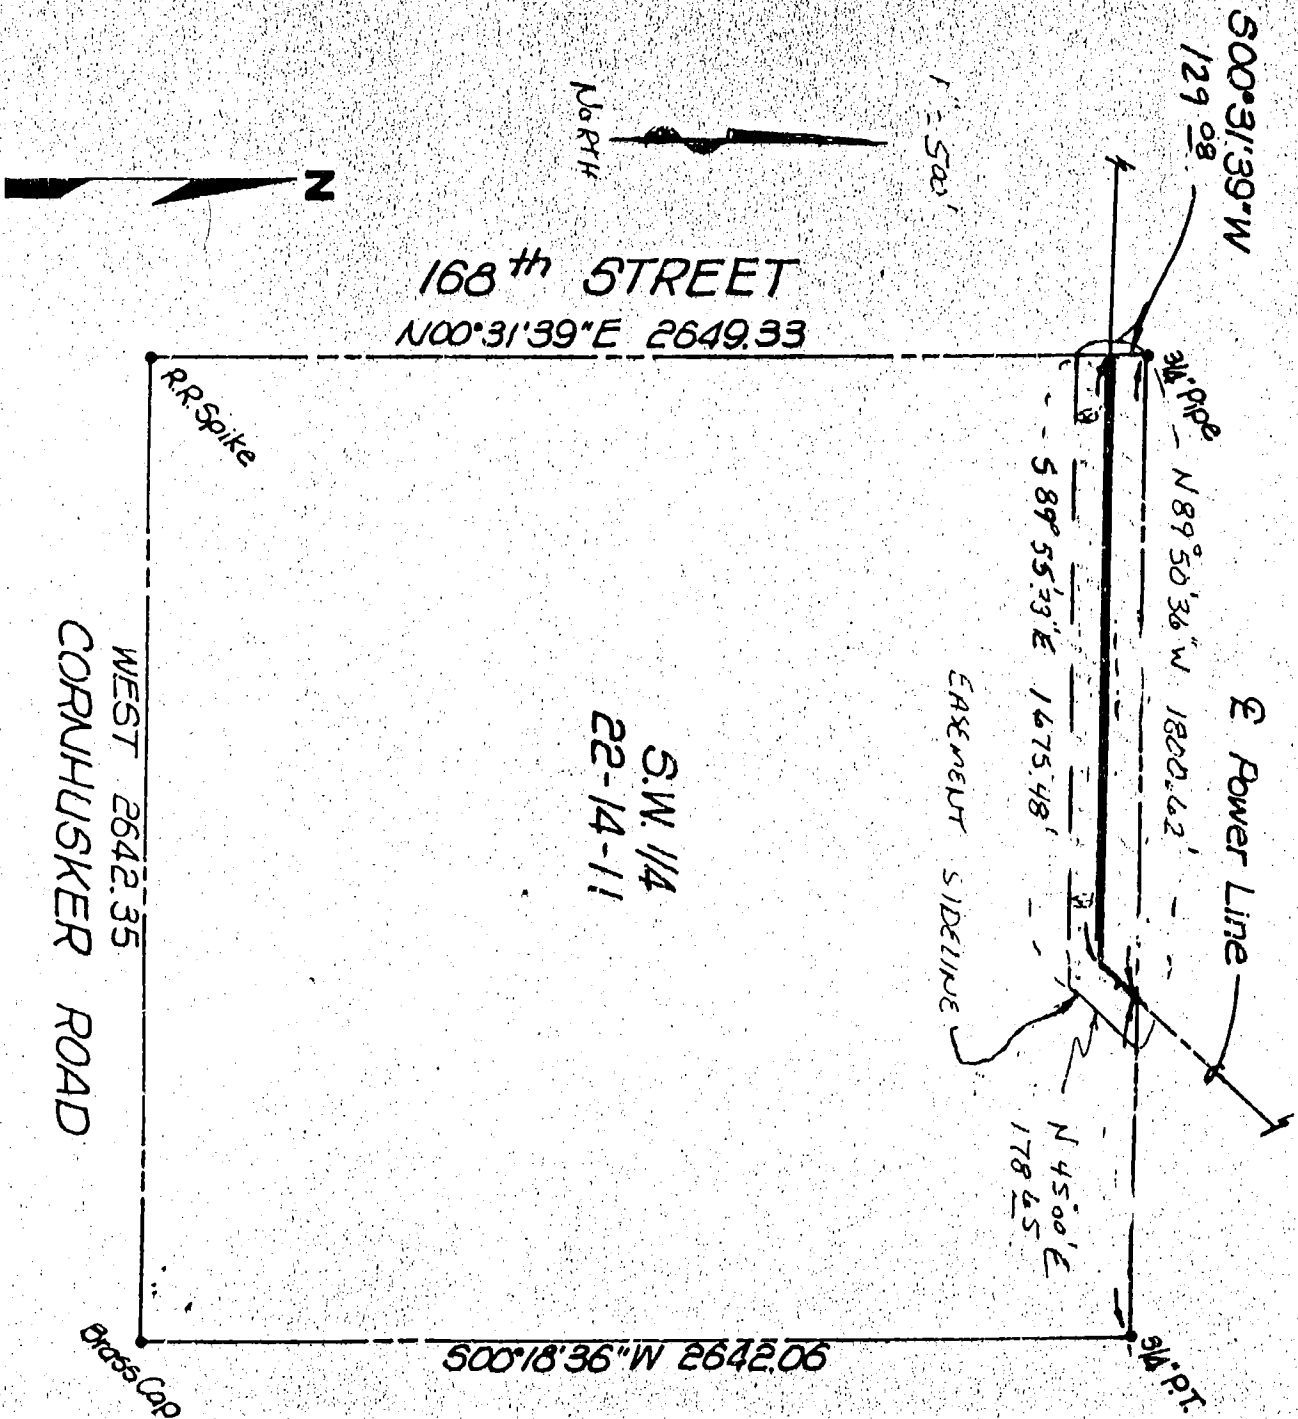 S00°31'39"W
129.08
1"=500'
NORTH
N
168th STREET
N00°31'39"E 2649.33
R.R. Spike
3/4" Pipe
N89°50'36"W 1800.62'
S 89°55'23"E 1675.48'
℄ Power Line
EASEMENT SIDELINE
S.W. 1/4
22-14-11
N 45°00'E
178.65
WEST 2642.35
CORNHUSKER ROAD
S00°18'36"W 2642.06
Brass Cap
3/4" P.T.